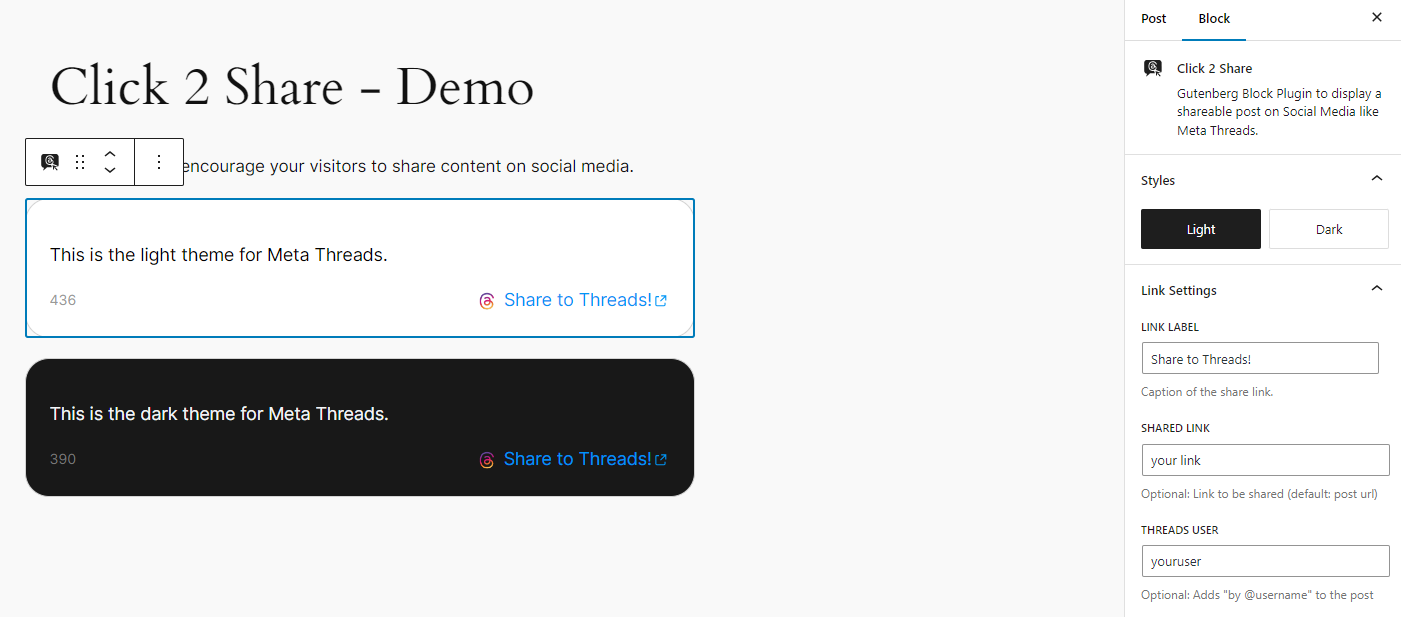 Click 2 Share - Demo
encourage your visitors to share content on social media.
This is the light theme for Meta Threads.
436
Share to Threads!
This is the dark theme for Meta Threads.
390
Share to Threads!
Post
Block
Click 2 Share
Gutenberg Block Plugin to display a
shareable post on Social Media like
Meta Threads.
Styles
Light
Dark
Link Settings
LINK LABEL
Share to Threads!
Caption of the share link.
SHARED LINK
your link
Optional: Link to be shared (default: post url)
THREADS USER
youruser
Optional: Adds "by @username" to the post